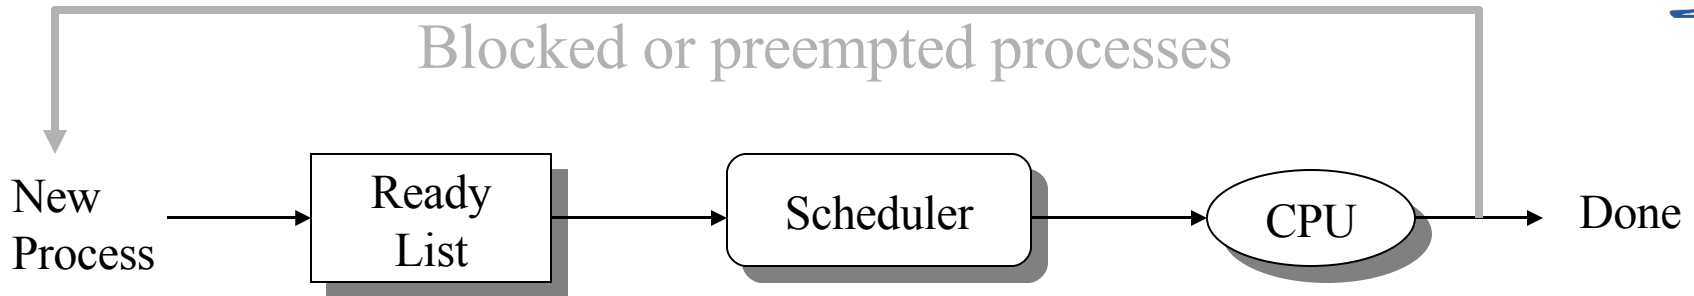 Blocked or preempted processes
New
Process
Ready
List
Scheduler
CPU
Done